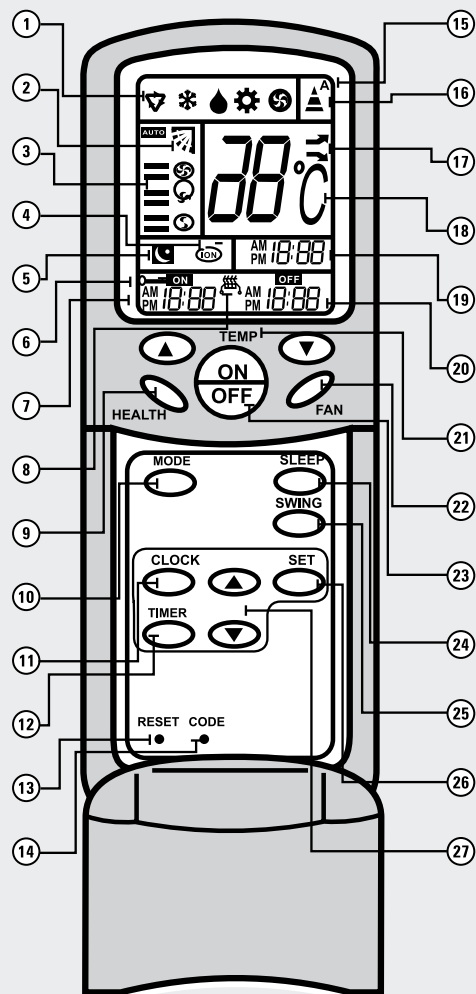 1
15
A
2
16
AUTO
3
17
28°C
18
4
ION
AM
PM 18:88
19
5
ON
OFF
6
AM
PM 18:88
AM
PM 18:88
20
7
TEMP
21
ON
OFF
8
HEALTH
FAN
22
9
MODE
SLEEP
23
10
SWING
CLOCK
SET
24
11
TIMER
25
12
RESET
CODE
13
26
14
27